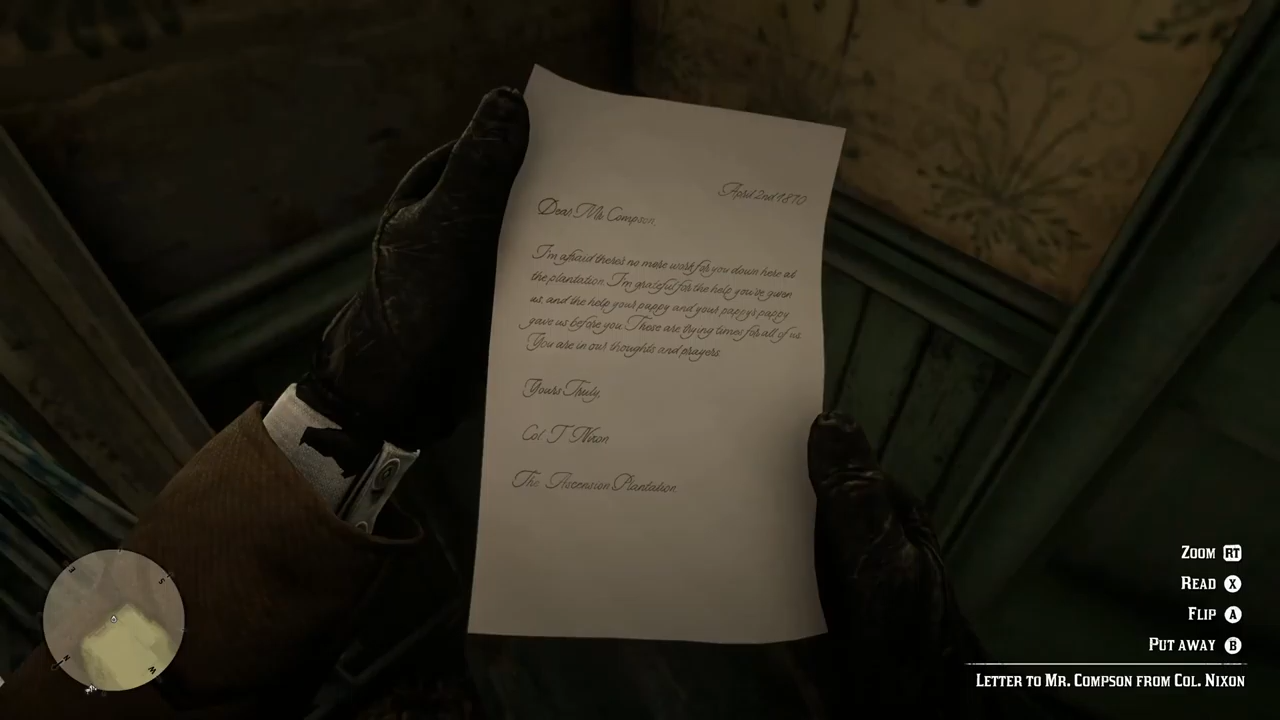 April 2nd 1870
Dear Mr Compson,
I'm afraid there's no more work for you down here at
the plantation. I'm grateful for the help you've given
us, and the help your pappy and your pappy's pappy
gave us before you. These are trying times for all of us.
You are in our thoughts and prayers.
Yours Truly,
Col T Nixon
The Ascension Plantation
ZOOM RT
READ X
FLIP A
PUT AWAY B
LETTER TO MR. COMPSON FROM COL. NIXON